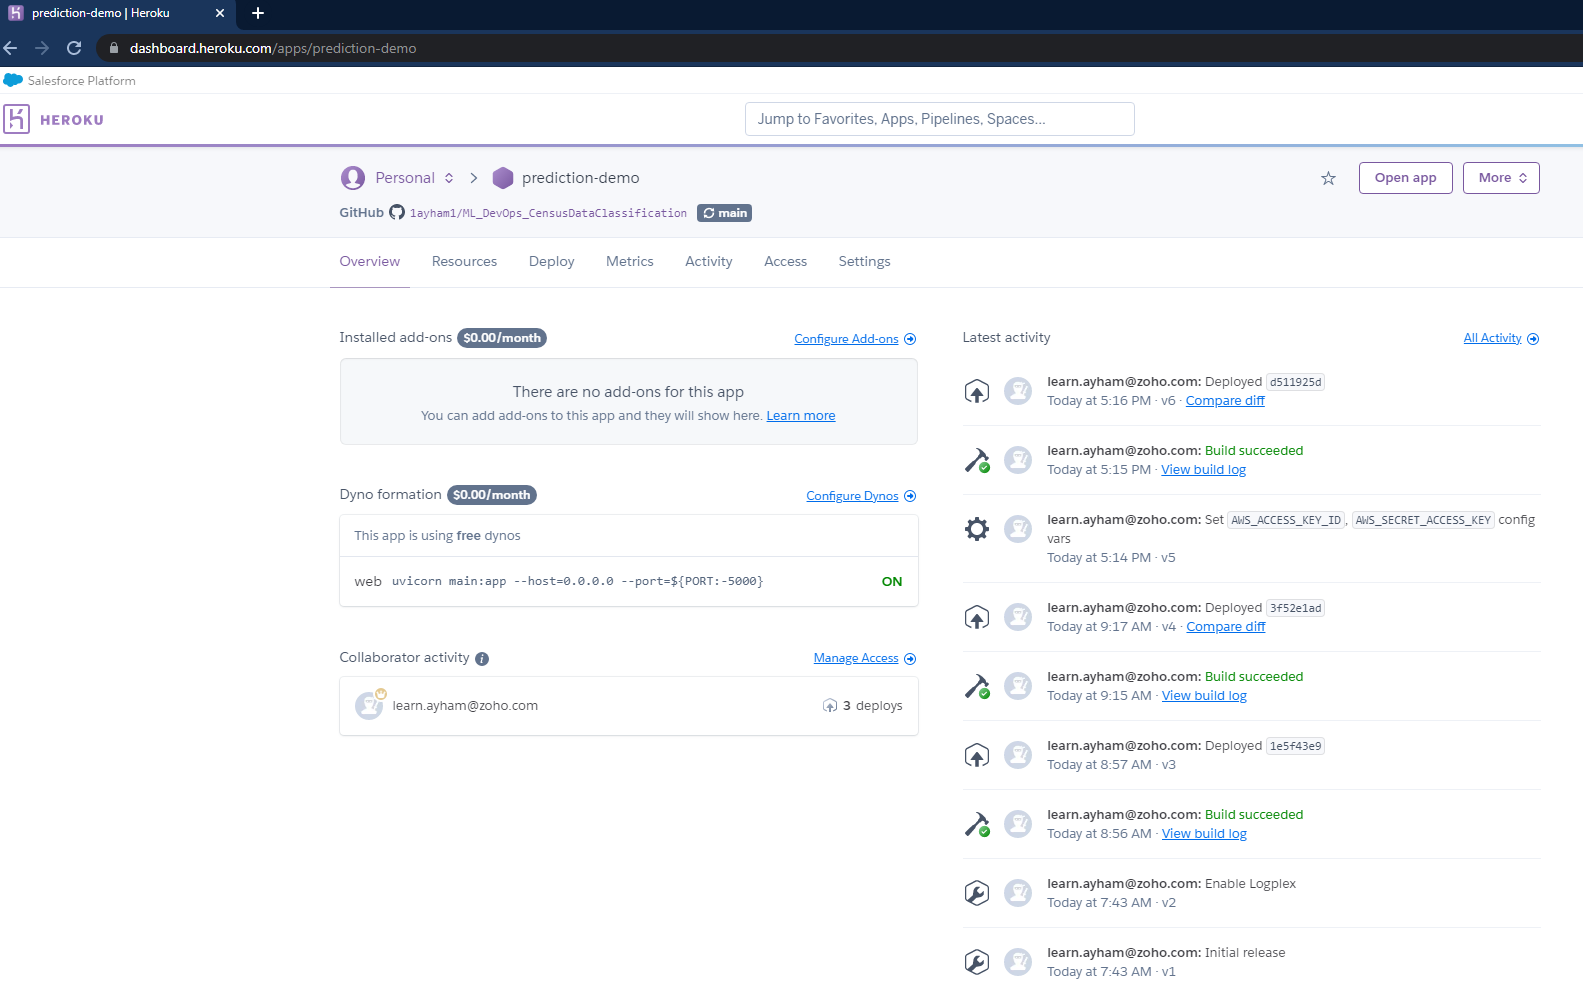 prediction-demo | Heroku
dashboard.heroku.com/apps/prediction-demo
Salesforce Platform
HEROKU
Jump to Favorites, Apps, Pipelines, Spaces...
Personal
prediction-demo
Open app
More
GitHub 1ayham1/ML_DevOps_CensusDataClassification main
Overview Resources Deploy Metrics Activity Access Settings
Installed add-ons $0.00/month
Configure Add-ons
There are no add-ons for this app
You can add add-ons to this app and they will show here. Learn more
Dyno formation $0.00/month
Configure Dynos
This app is using free dynos
web uvicorn main:app --host=0.0.0.0 --port=${PORT:-5000} ON
Collaborator activity
Manage Access
learn.ayham@zoho.com
3 deploys
Latest activity
All Activity
learn.ayham@zoho.com: Deployed d511925d
Today at 5:16 PM · v6 · Compare diff
learn.ayham@zoho.com: Build succeeded
Today at 5:15 PM · View build log
learn.ayham@zoho.com: Set AWS_ACCESS_KEY_ID, AWS_SECRET_ACCESS_KEY config
vars
Today at 5:14 PM · v5
learn.ayham@zoho.com: Deployed 3f52e1ad
Today at 9:17 AM · v4 · Compare diff
learn.ayham@zoho.com: Build succeeded
Today at 9:15 AM · View build log
learn.ayham@zoho.com: Deployed 1e5f43e9
Today at 8:57 AM · v3
learn.ayham@zoho.com: Build succeeded
Today at 8:56 AM · View build log
learn.ayham@zoho.com: Enable Logplex
Today at 7:43 AM · v2
learn.ayham@zoho.com: Initial release
Today at 7:43 AM · v1